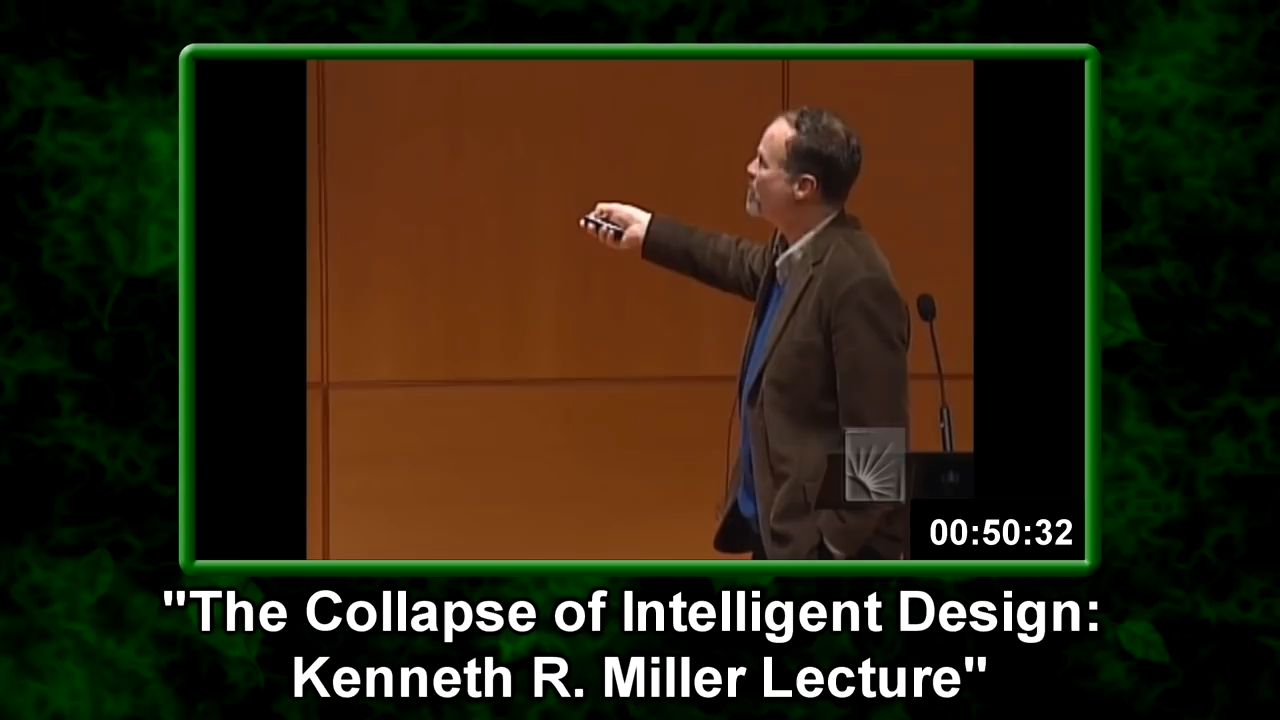 00:50:32
"The Collapse of Intelligent Design:
Kenneth R. Miller Lecture"